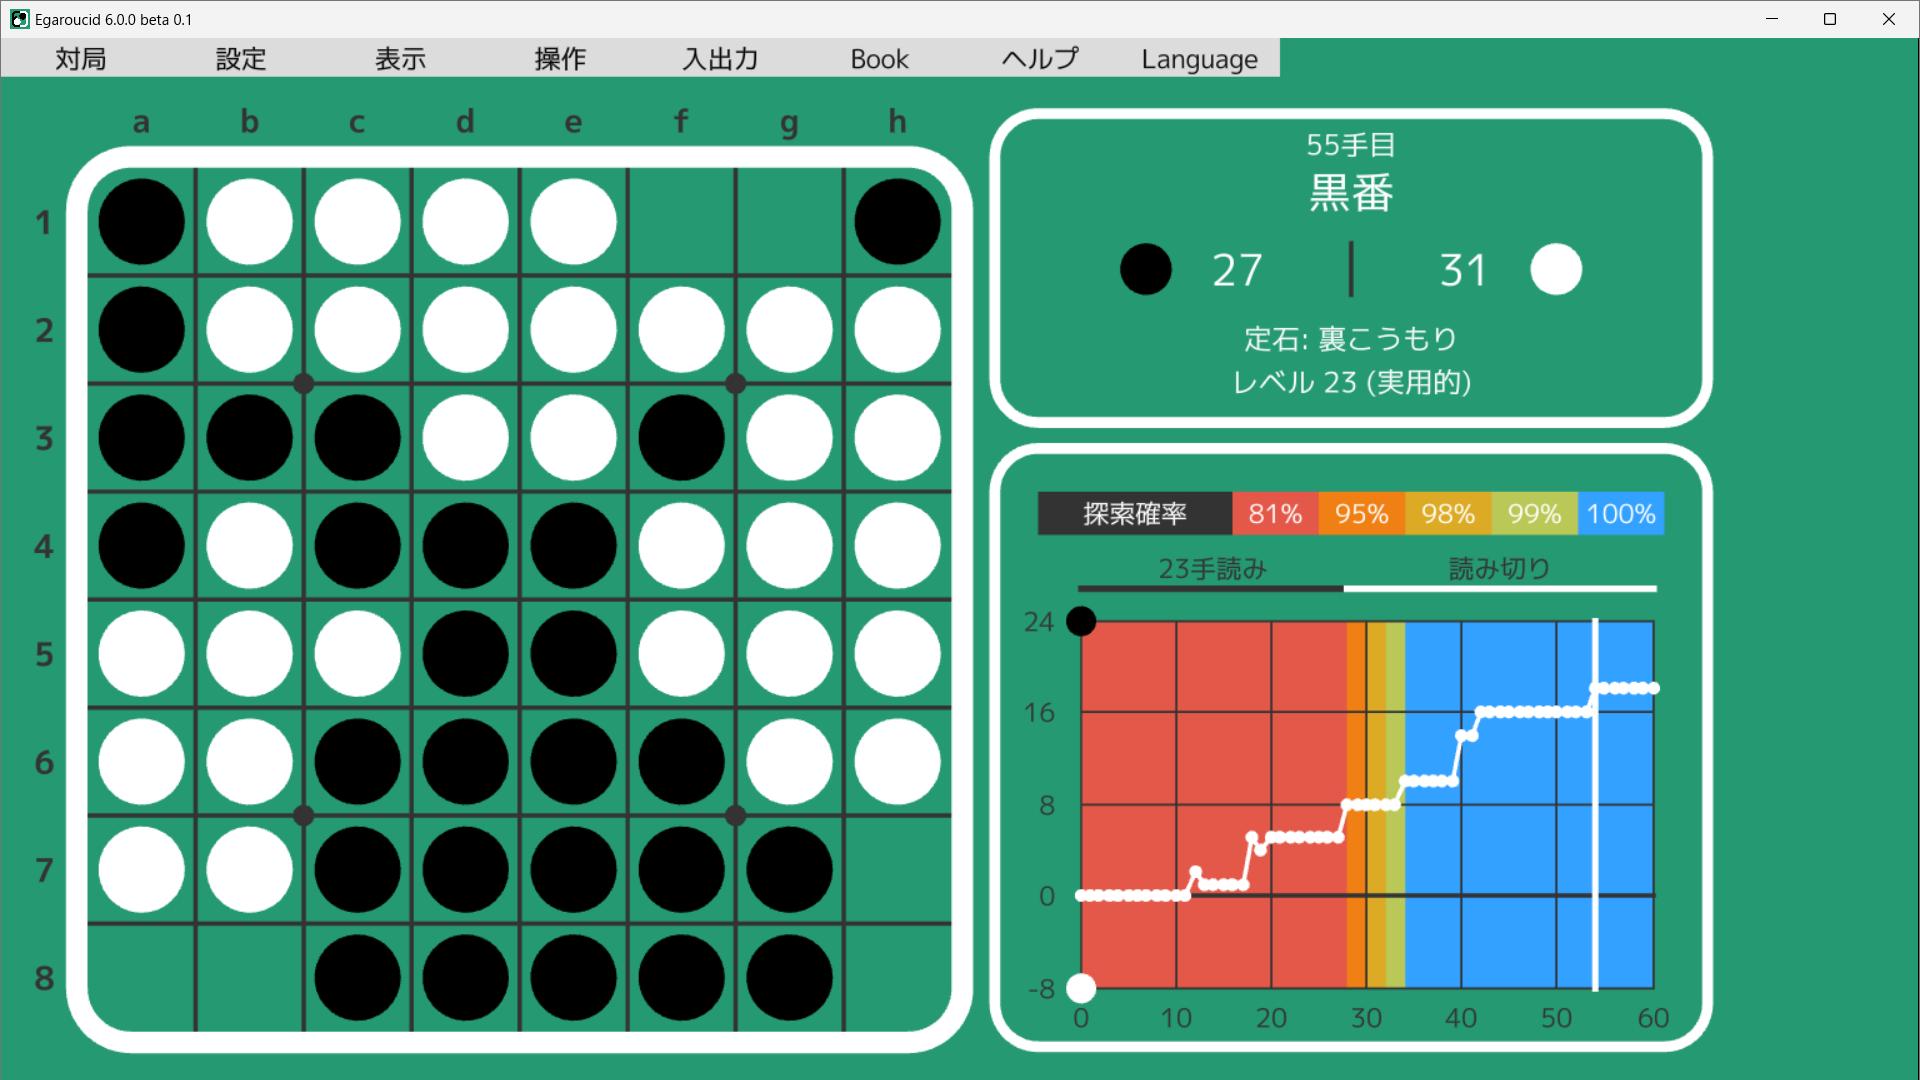 Egaroucid 6.0.0 beta 0.1
対局 設定 表示 操作 入出力 Book ヘルプ Language
a b c d e f g h
1
2
3
4
5
6
7
8
55手目
黒番
27 31
定石: 裏こうもり
レベル 23 (実用的)
探索確率 81% 95% 98% 99% 100%
23手読み 読み切り
24
16
8
0
-8
0 10 20 30 40 50 60